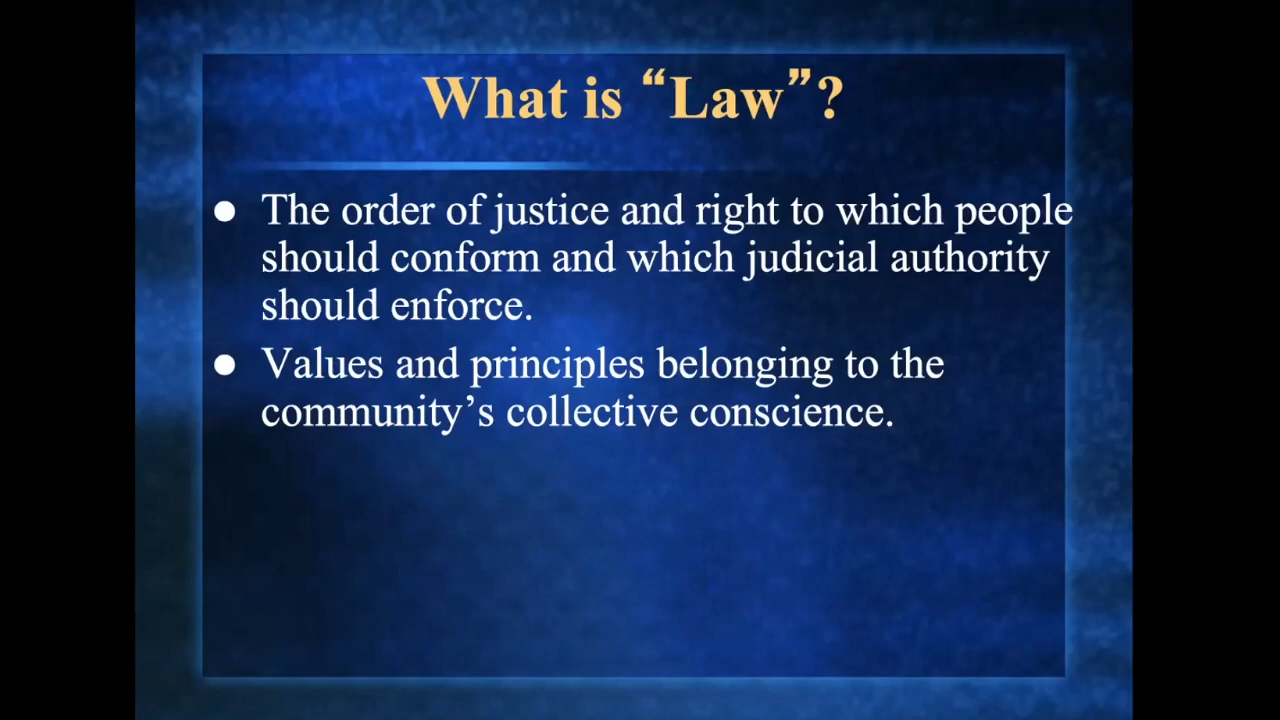 What is “Law”?
● The order of justice and right to which people
should conform and which judicial authority
should enforce.
● Values and principles belonging to the
community’s collective conscience.